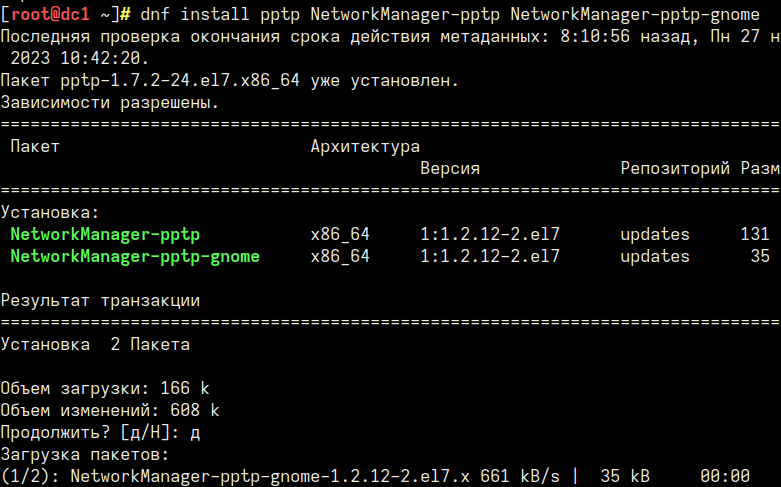 [root@dc1 ~]# dnf install pptp NetworkManager-pptp NetworkManager-pptp-gnome
Последняя проверка окончания срока действия метаданных: 8:10:56 назад, Пн 27 н
 2023 10:42:20.
Пакет pptp-1.7.2-24.el7.x86_64 уже установлен.
Зависимости разрешены.
==============================================================================
 Пакет                         Архитектура
                                          Версия              Репозиторий Разм
==============================================================================
Установка:
 NetworkManager-pptp           x86_64     1:1.2.12-2.el7      updates     131
 NetworkManager-pptp-gnome     x86_64     1:1.2.12-2.el7      updates      35

Результат транзакции
==============================================================================
Установка  2 Пакета

Объем загрузки: 166 k
Объем изменений: 608 k
Продолжить? [д/Н]: д
Загрузка пакетов:
(1/2): NetworkManager-pptp-gnome-1.2.12-2.el7.x 661 kB/s |  35 kB     00:00